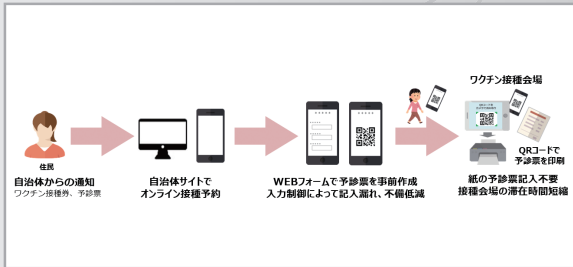 住民
自治体からの通知
ワクチン接種券、予診票
自治体サイトで
オンライン接種予約
WEBフォームで予診票を事前作成
入力制御によって記入漏れ、不備低減
ワクチン接種会場
QRコードで
予診票を印刷
紙の予診票記入不要
接種会場の滞在時間短縮